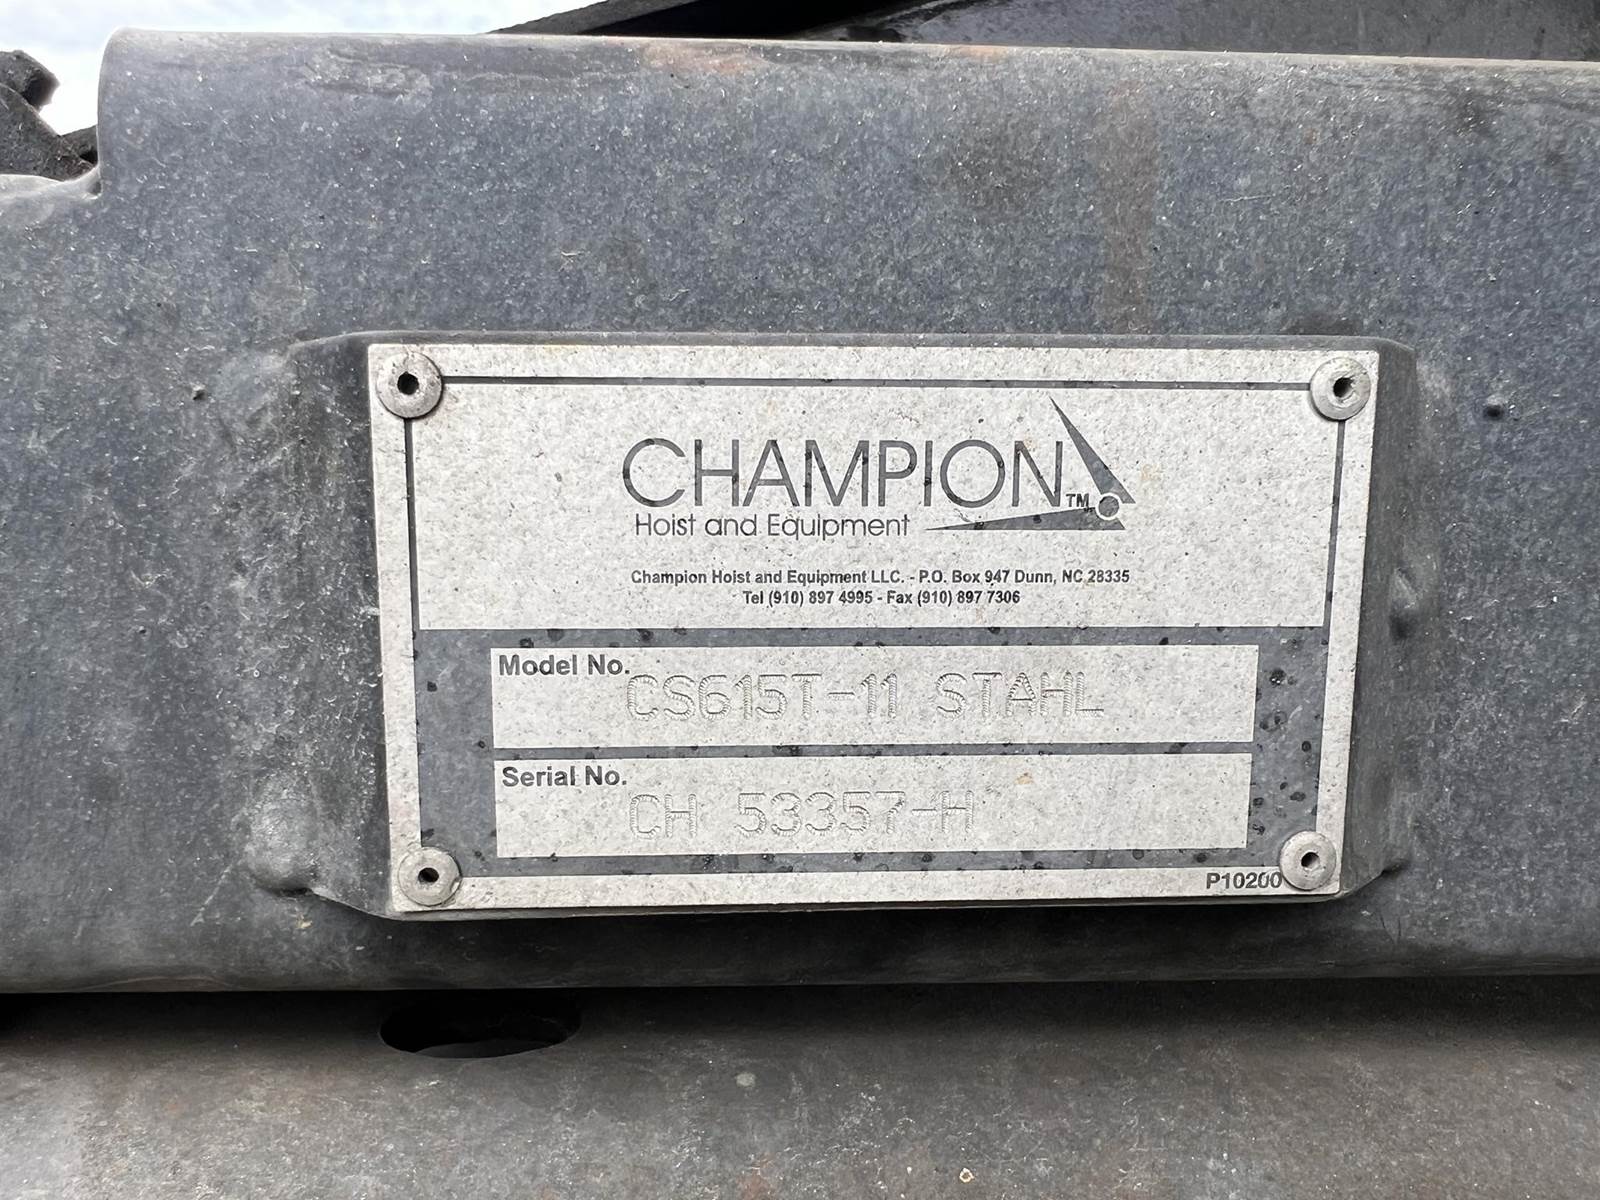 CHAMPION TM
Hoist and Equipment
Champion Hoist and Equipment LLC. - P.O. Box 947 Dunn, NC 28335
Tel (910) 897 4995 - Fax (910) 897 7306
Model No. CS615T-11 STAHL
Serial No. CH 53357-H
P10200